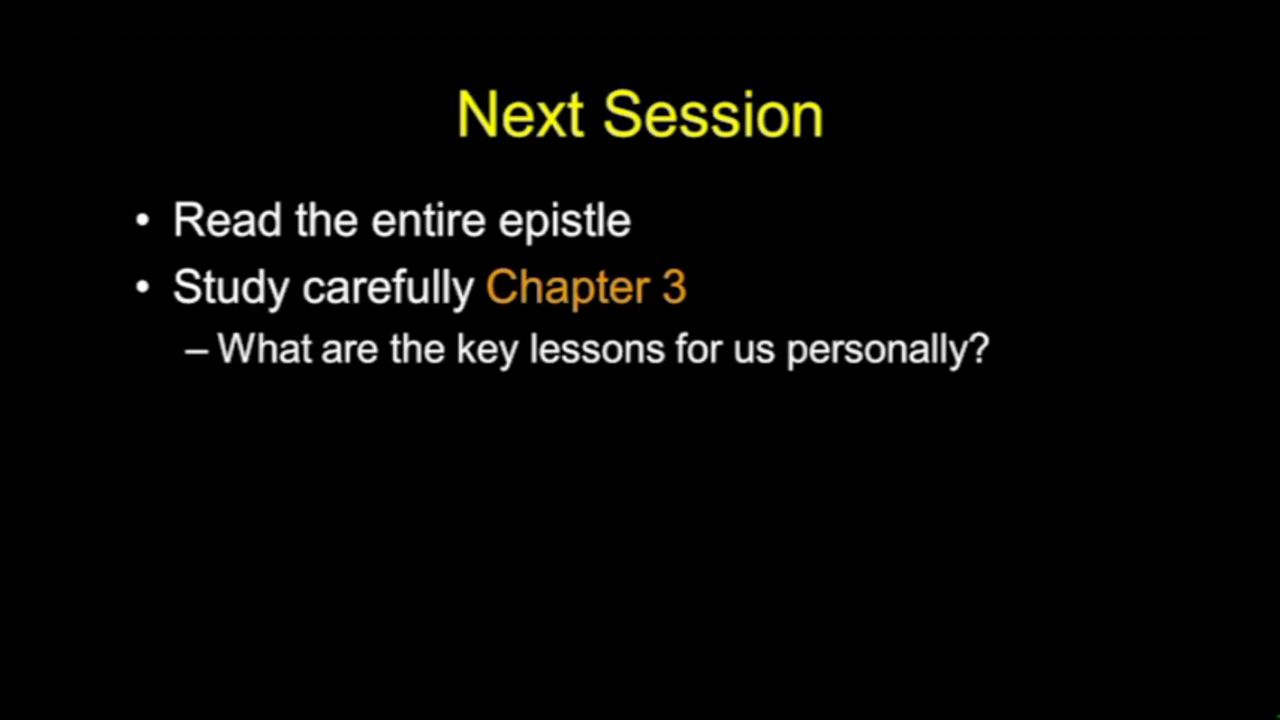 Next Session
• Read the entire epistle
• Study carefully Chapter 3
– What are the key lessons for us personally?